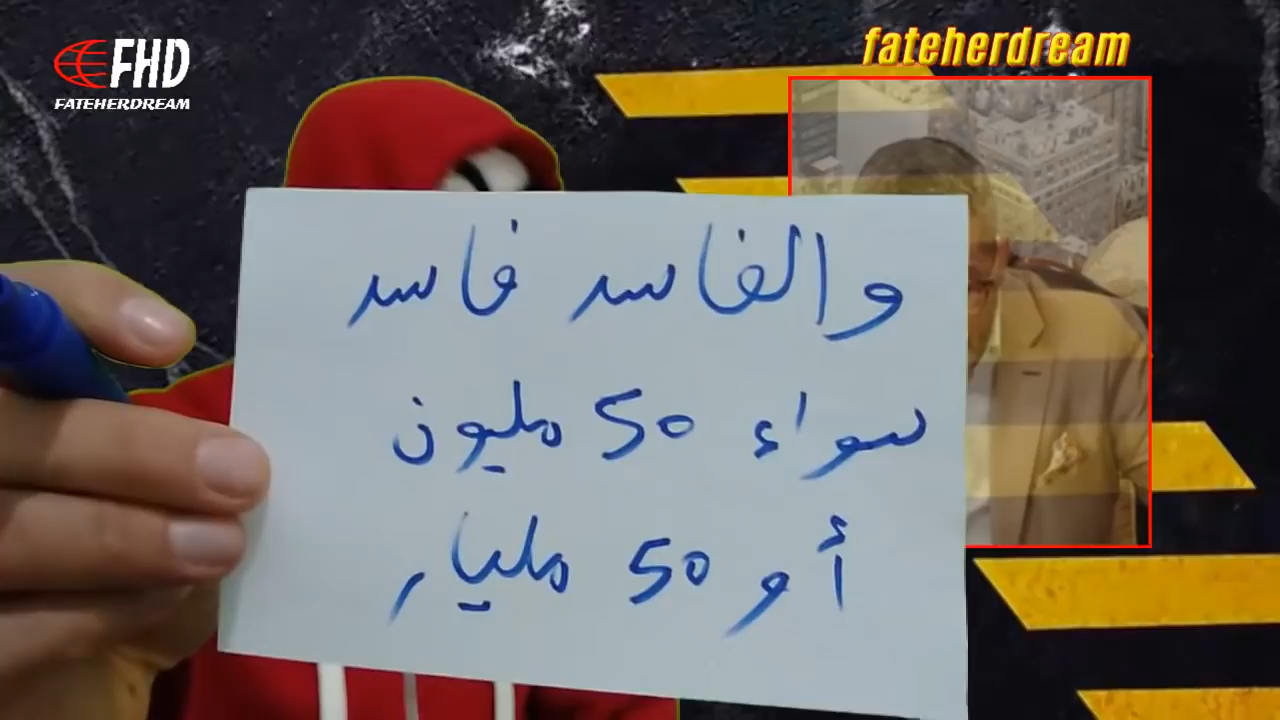 FHD
FATEHERDREAM
fateherdream
والفاسد فاسد
سواء 50 مليون
أو 50 مليار